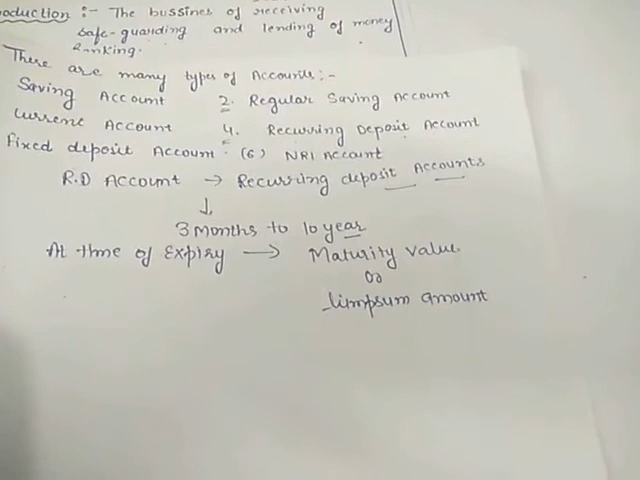 oduction :- The bussines of receiving
safe-guarding and lending of money
Banking.
There are many types of Accounts :-
Saving Account 2. Regular Saving Account
Current Account 4. Recurring Deposit Account
Fixed deposit Account (6) NRI Account
R.D Account → Recurring deposit Accounts
↓
3 Months to 10 year
At time of Expiry → Maturity value
or
limpsum amount